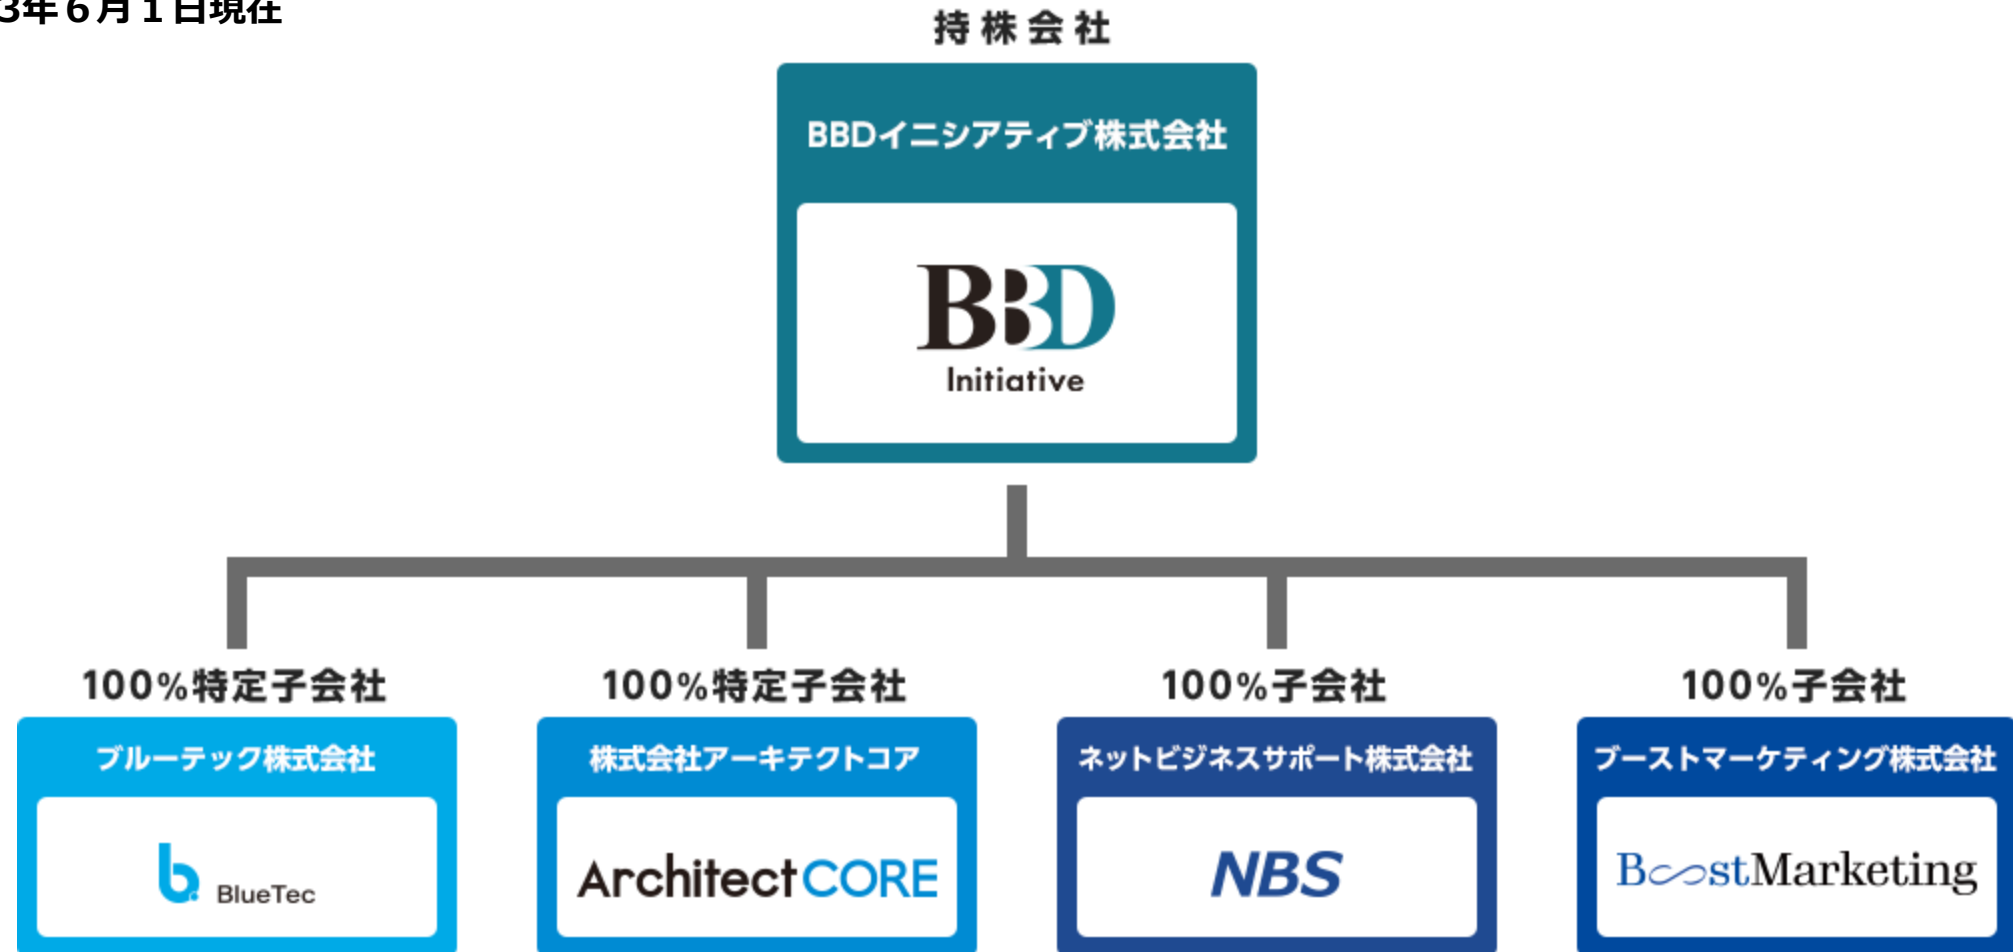 3年６月１日現在
持株会社
BBDイニシアティブ株式会社
BBD
Initiative
100%特定子会社
100%特定子会社
100%子会社
100%子会社
ブルーテック株式会社
株式会社アーキテクトコア
ネットビジネスサポート株式会社
ブーストマーケティング株式会社
b BlueTec
ArchitectCORE
NBS
BoostMarketing